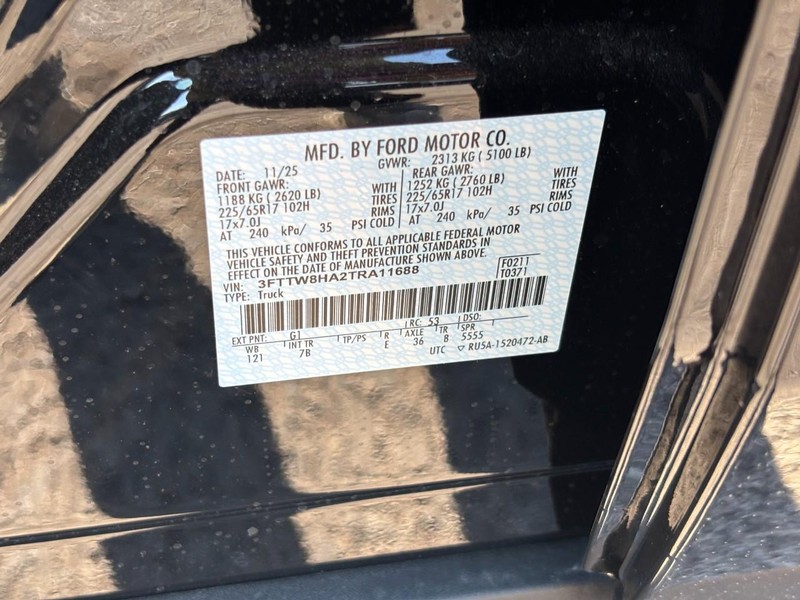 MFD. BY FORD MOTOR CO.
DATE: 11/25 GVWR: 2313 KG ( 5100 LB)
FRONT GAWR: WITH REAR GAWR: WITH
1188 KG ( 2620 LB) TIRES 1252 KG ( 2760 LB) TIRES
225/65R17 102H RIMS 225/65R17 102H RIMS
17x7.0J PSI COLD 17x7.0J PSI COLD
AT 240 kPa/ 35 AT 240 kPa/ 35
THIS VEHICLE CONFORMS TO ALL APPLICABLE FEDERAL MOTOR
VEHICLE SAFETY AND THEFT PREVENTION STANDARDS IN
EFFECT ON THE DATE OF MANUFACTURE SHOWN ABOVE.
VIN: 3FTTW8HA2TRA11688 F0211
TYPE: Truck T0371
EXT PNT: G1 RC: 53 DSO:
WB INT TR TP/PS R AXLE TR SPR
121 7B E 36 8 5555
UTC ▽ RU5A-1520472-AB